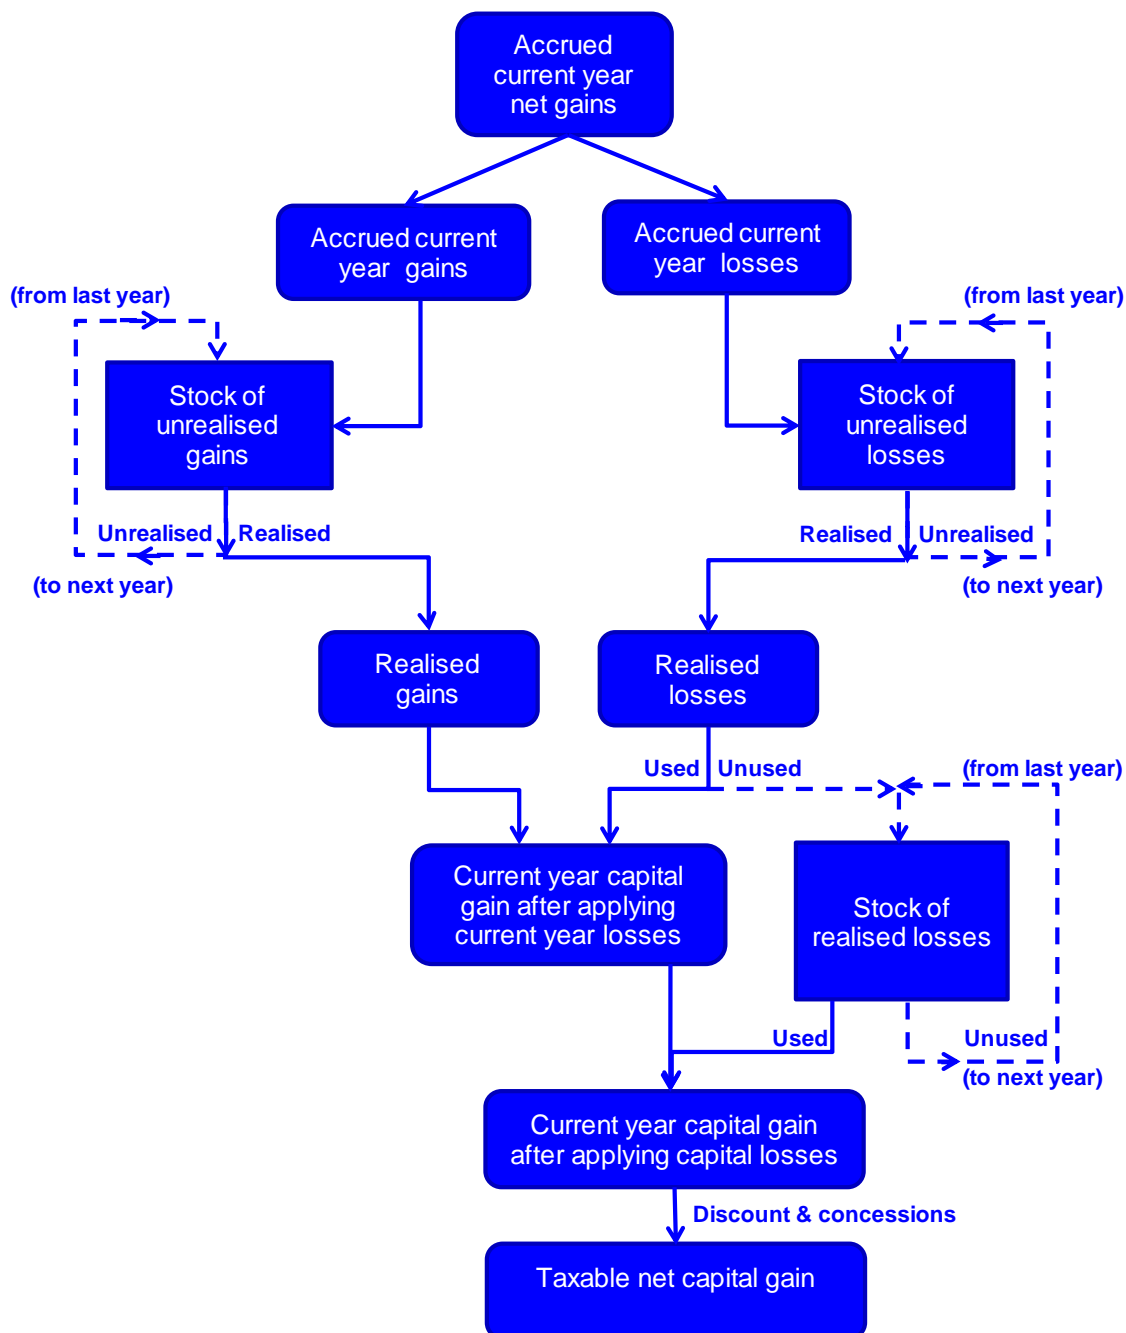 Accrued
current year
net gains
Accrued current
year gains
Accrued current
year losses
(from last year)
(from last year)
Stock of
unrealised
gains
Stock of
unrealised
losses
Unrealised
Realised
Realised
Unrealised
(to next year)
(to next year)
Realised
gains
Realised
losses
Used
Unused
(from last year)
Current year capital
gain after applying
current year losses
Stock of
realised losses
Used
Unused
(to next year)
Current year capital gain
after applying capital losses
Discount & concessions
Taxable net capital gain